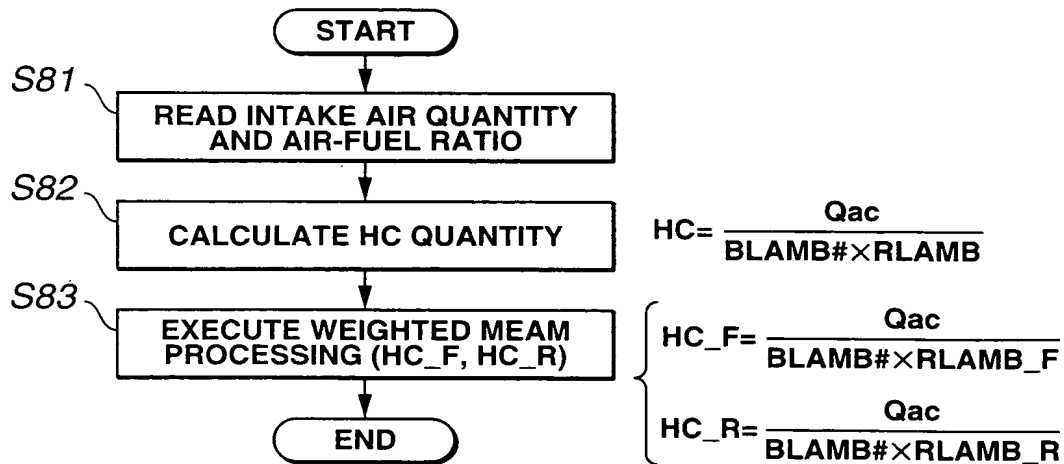 START
S81
READ INTAKE AIR QUANTITY
AND AIR-FUEL RATIO
S82
CALCULATE HC QUANTITY
HC= Qac / BLAMB#×RLAMB
S83
EXECUTE WEIGHTED MEAM
PROCESSING (HC_F, HC_R)
HC_F= Qac / BLAMB#×RLAMB_F
HC_R= Qac / BLAMB#×RLAMB_R
END